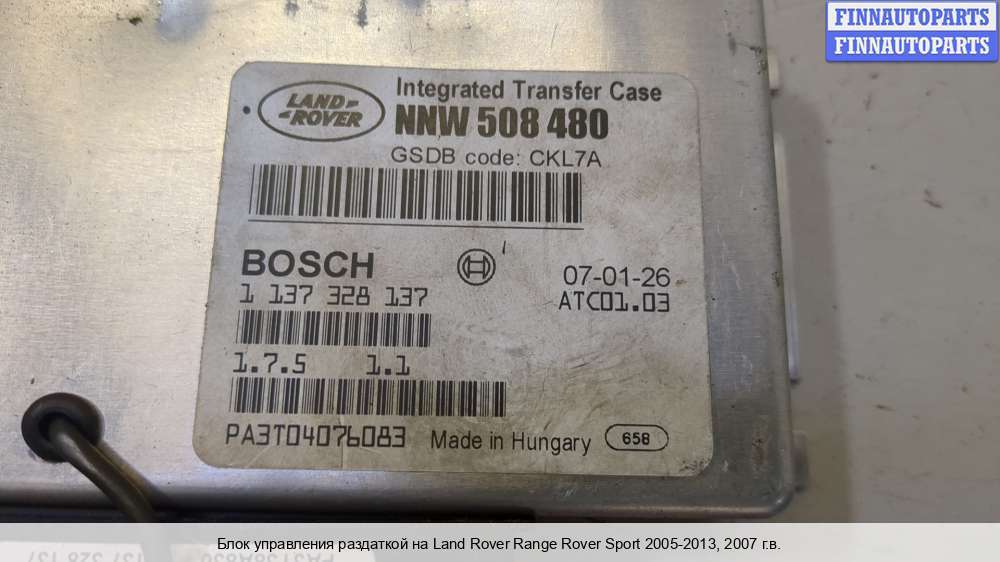 FINNAUTOPARTS
FINNAUTOPARTS
LAND
ROVER
Integrated Transfer Case
NNW 508 480
GSDB code: CKL7A
BOSCH
07-01-26
1 137 328 137
ATC01.03
1.7.5 1.1
PA3T04076083
Made in Hungary
658
Блок управления раздаткой на Land Rover Range Rover Sport 2005-2013, 2007 г.в.